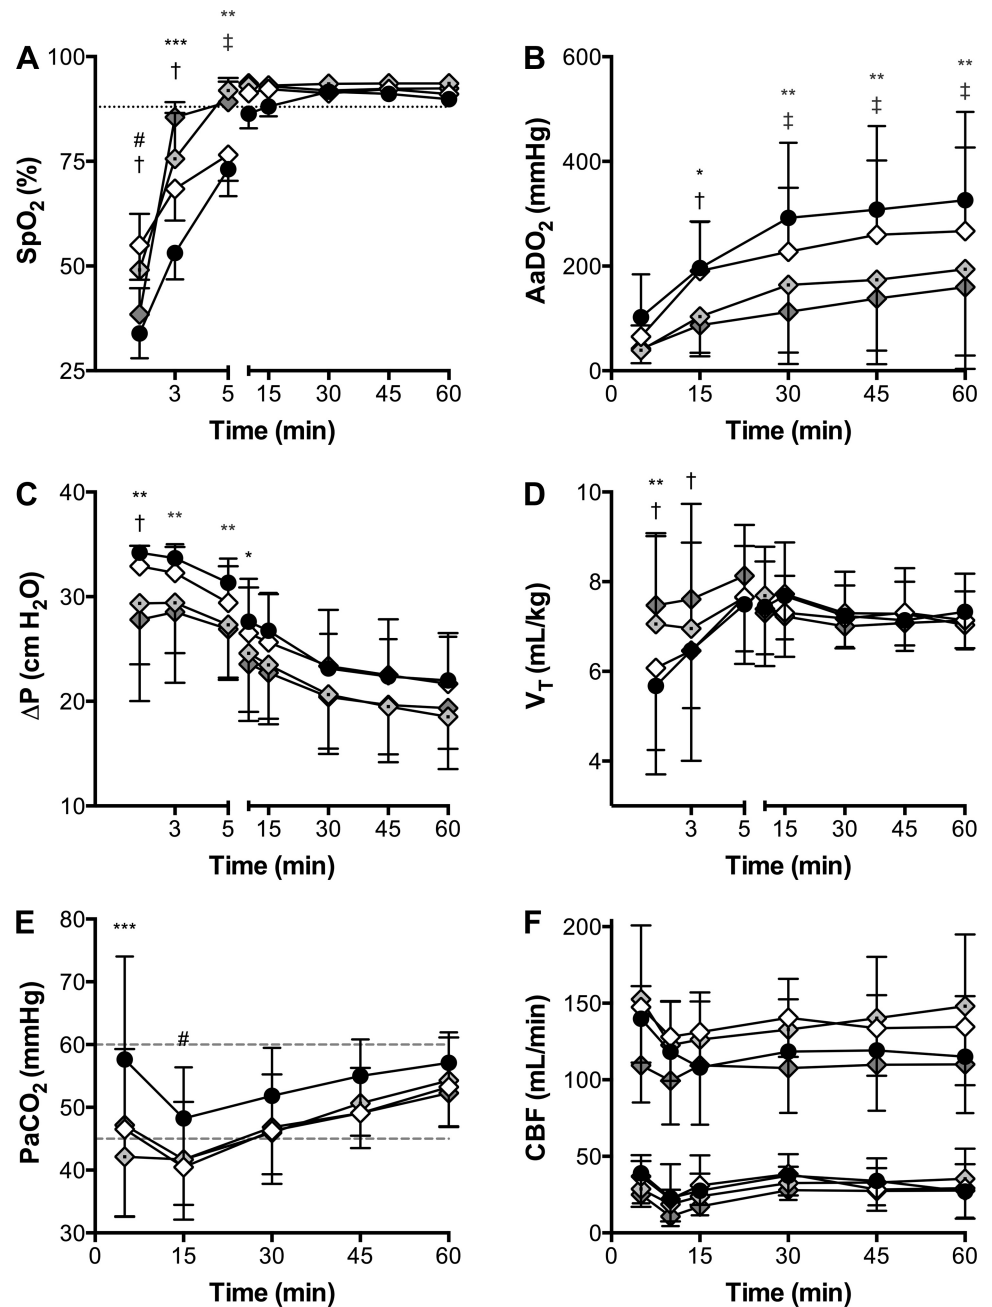 A
SpO2 (%)
100
75
50
25
#
†
***
†
**
‡
3 5 15 30 45 60
Time (min)
B
AaDO2 (mmHg)
600
400
200
0
*
†
**
‡
**
‡
**
‡
0 15 30 45 60
Time (min)
C
ΔP (cm H2O)
40
30
20
10
**
†
**
**
*
3 5 15 30 45 60
Time (min)
D
VT (mL/kg)
10
8
6
4
**
†
†
3 5 15 30 45 60
Time (min)
E
PaCO2 (mmHg)
80
70
60
50
40
30
***
#
0 15 30 45 60
Time (min)
F
CBF (mL/min)
200
150
100
50
0
0 15 30 45 60
Time (min)